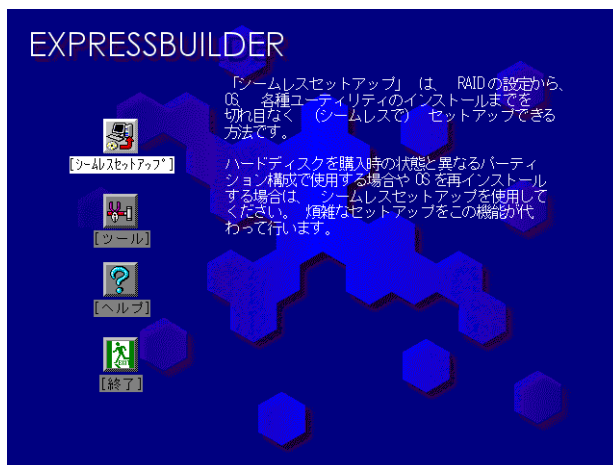 EXPRESSBUILDER
「シームレスセットアップ」 は、 RAIDの設定から、
OS、 各種ユーティリティのインストールまでを
切れ目なく （シームレスで） セットアップできる
方法です。
ハードディスクを購入時の状態と異なるパーティ
ション構成で使用する場合や OS を再インストール
する場合は、 シームレスセットアップを使用して
ください。 煩雑なセットアップをこの機能が代
わって行います。
[ｼｰﾑﾚｽｾｯﾄｱｯﾌﾟ]
[ツール]
[ヘルプ]
[終了]